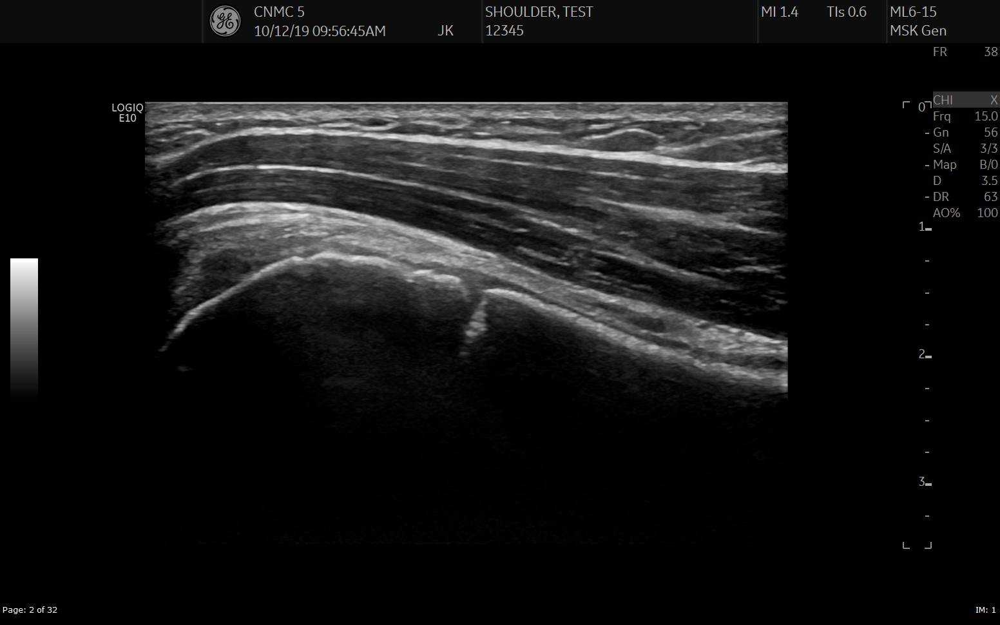 CNMC 5
10/12/19 09:56:45AM JK
SHOULDER, TEST
12345
MI 1.4 TIs 0.6
ML6-15
MSK Gen
FR 38
LOGIQ
E10
CHI X
Frq 15.0
Gn 56
S/A 3/3
Map B/0
D 3.5
DR 63
AO% 100
0
1
2
3
GE
Page: 2 of 32
IM: 1